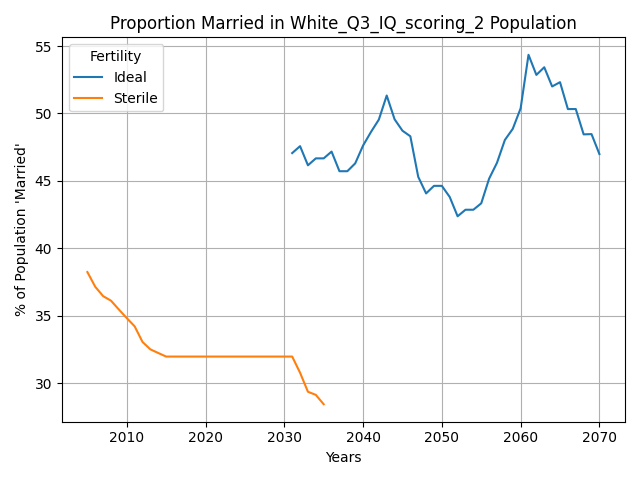 Proportion Married in White_Q3_IQ_scoring_2 Population
Fertility
Ideal
Sterile
% of Population 'Married'
55
50
45
40
35
30
2010
2020
2030
2040
2050
2060
2070
Years